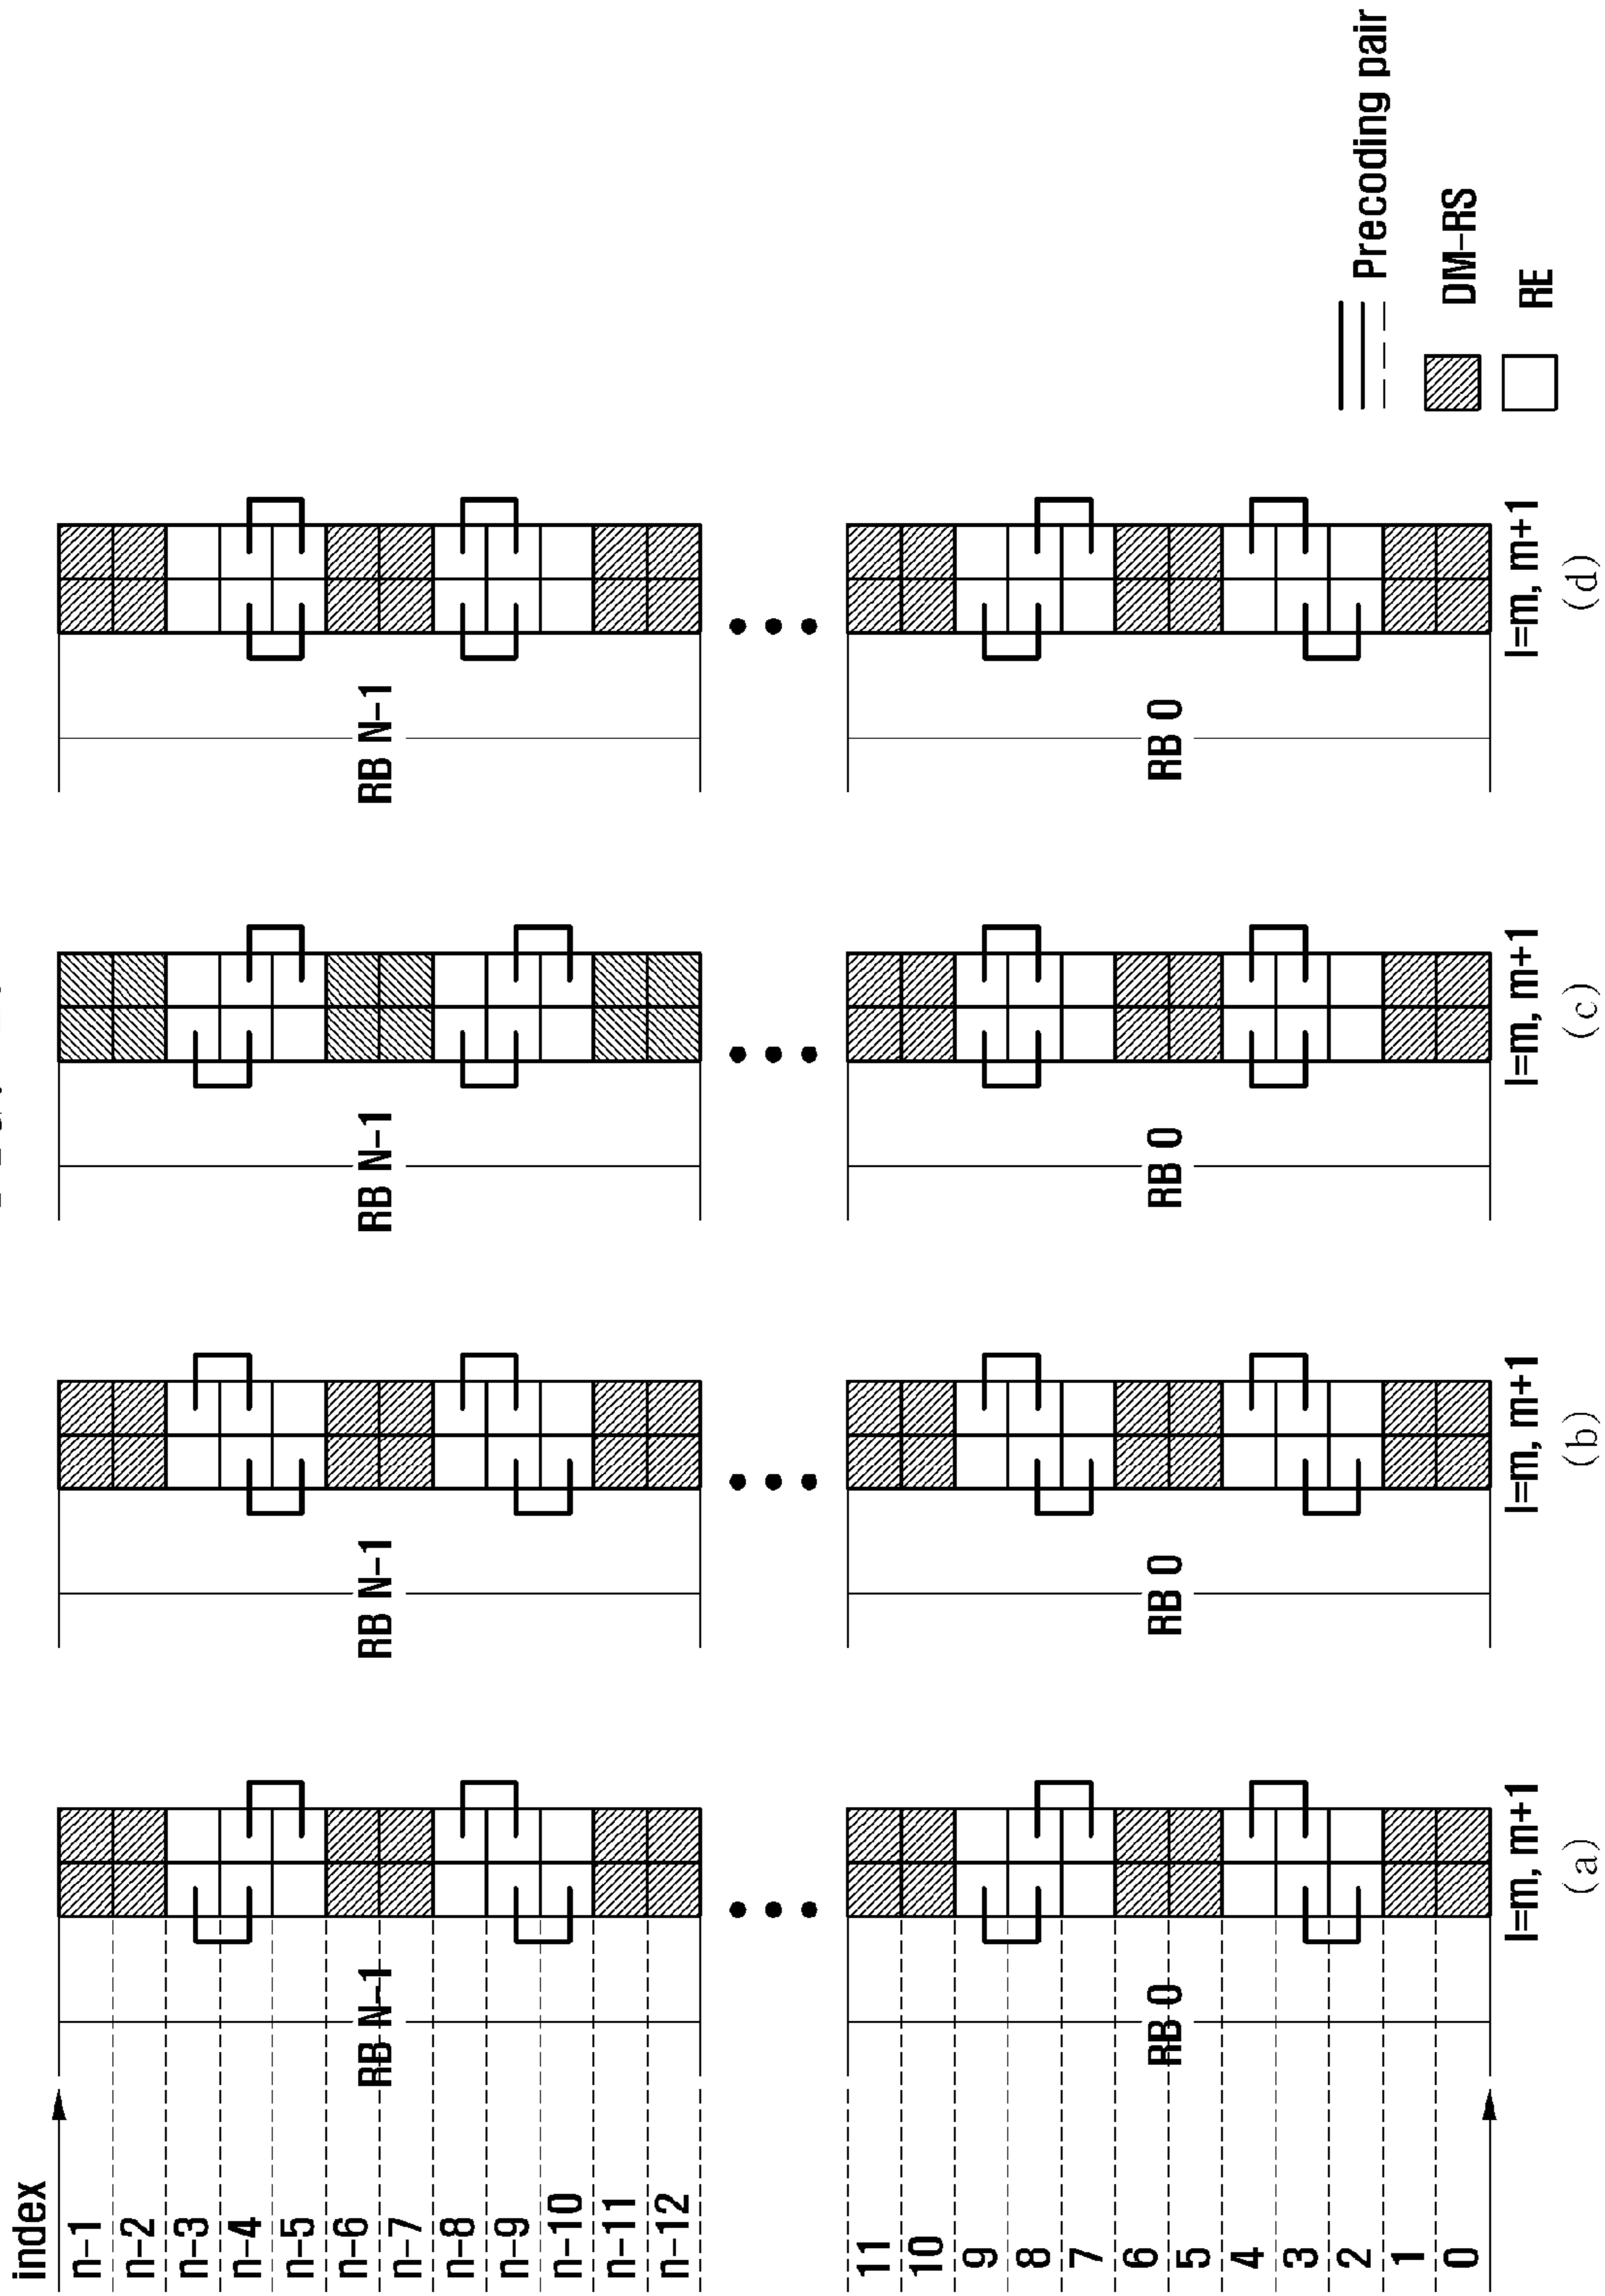 index
n-1
n-2
n-3
n-4
n-5
n-6
n-7
n-8
n-9
n-10
n-11
n-12
11
10
9
8
7
6
5
4
3
2
1
0
RB N-1
RB 0
l=m, m+1
(a)
RB N-1
RB 0
l=m, m+1
(b)
RB N-1
RB 0
l=m, m+1
(c)
RB N-1
RB 0
l=m, m+1
(d)
Precoding pair
DM-RS
RE